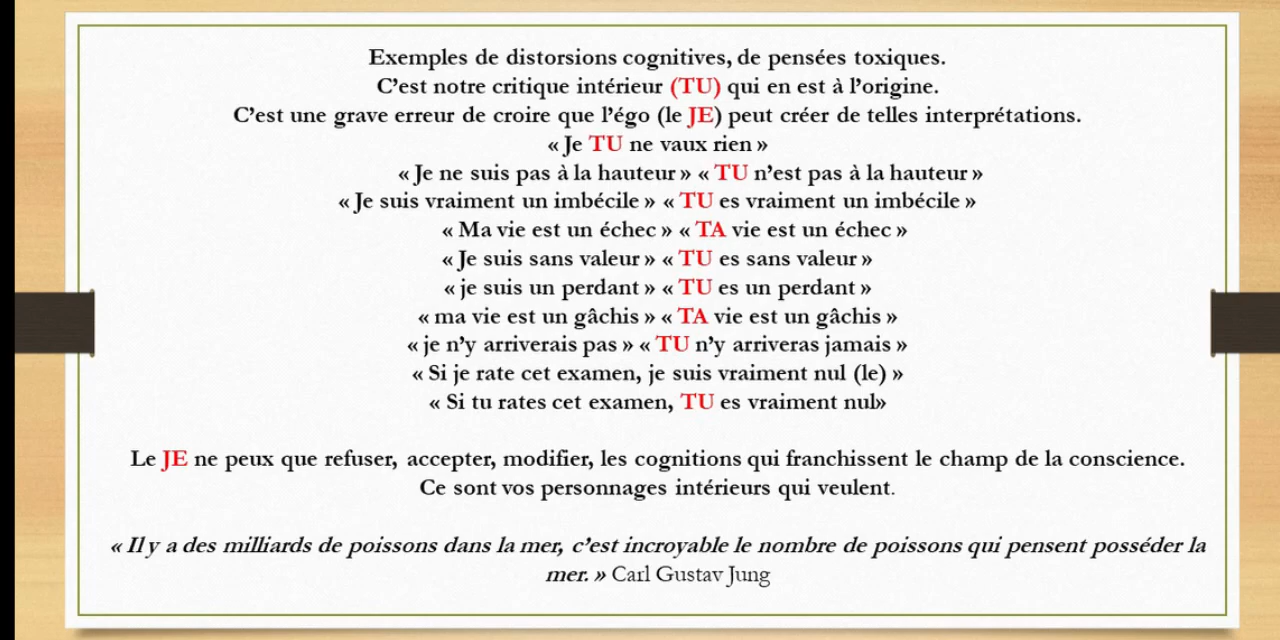 Exemples de distorsions cognitives, de pensées toxiques.
C’est notre critique intérieur (TU) qui en est à l’origine.
C’est une grave erreur de croire que l’égo (le JE) peut créer de telles interprétations.
« Je TU ne vaux rien »
« Je ne suis pas à la hauteur » « TU n’est pas à la hauteur »
« Je suis vraiment un imbécile » « TU es vraiment un imbécile »
« Ma vie est un échec » « TA vie est un échec »
« Je suis sans valeur » « TU es sans valeur »
« je suis un perdant » « TU es un perdant »
« ma vie est un gâchis » « TA vie est un gâchis »
« je n’y arriverais pas » « TU n’y arriveras jamais »
« Si je rate cet examen, je suis vraiment nul (le) »
« Si tu rates cet examen, TU es vraiment nul»
Le JE ne peux que refuser, accepter, modifier, les cognitions qui franchissent le champ de la conscience.
Ce sont vos personnages intérieurs qui veulent.
« Il y a des milliards de poissons dans la mer, c’est incroyable le nombre de poissons qui pensent posséder la
mer. » Carl Gustav Jung